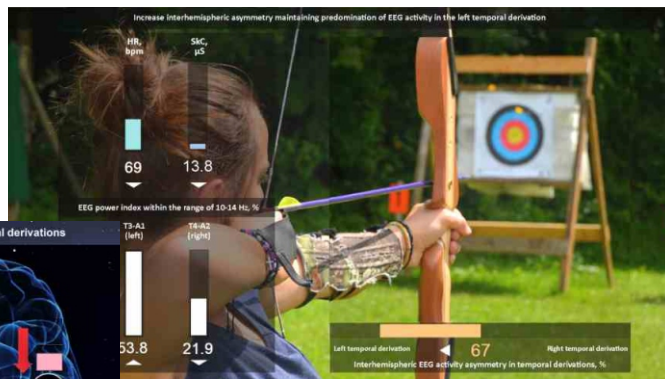 Increase interhemispheric asymmetry maintaining predomination of EEG activity in the left temporal derivation
HR,
bpm
SkC,
µS
69
13.8
EEG power index within the range of 10-14 Hz, %
al derivations
T3-A1
(left)
T4-A2
(right)
53.8
21.9
Left temporal derivation
67
Right temporal derivation
Interhemispheric EEG activity asymmetry in temporal derivations, %